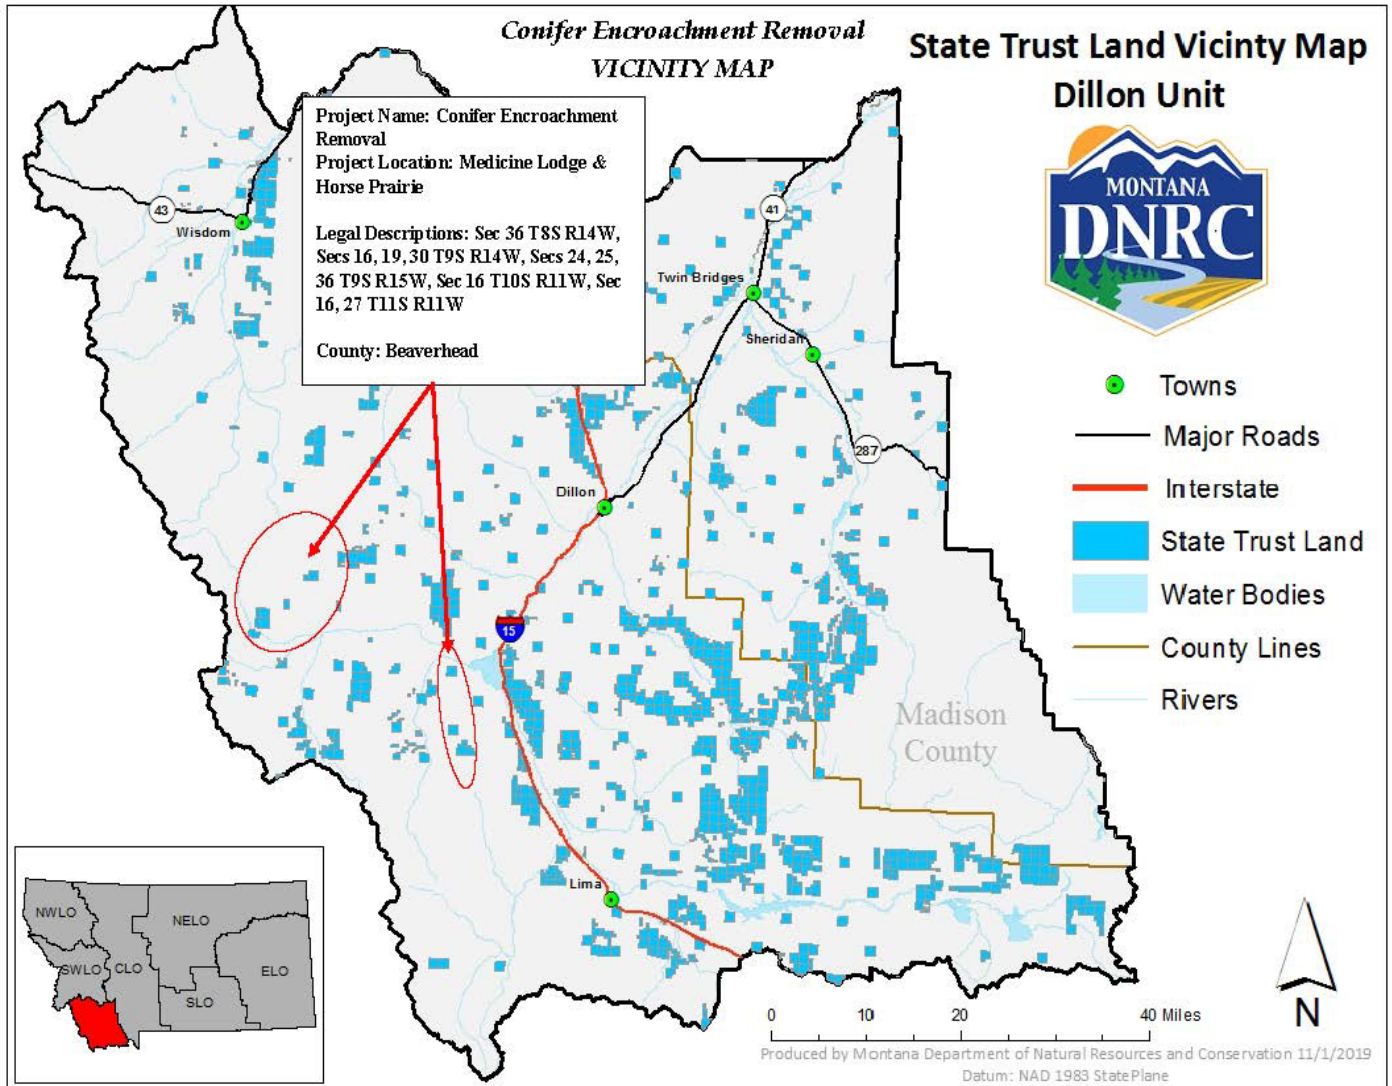 Conifer Encroachment Removal
VICINITY MAP
State Trust Land Vicinty Map
Dillon Unit
MONTANA
DNRC
Project Name: Conifer Encroachment
Removal
Project Location: Medicine Lodge &
Horse Prairie
Legal Descriptions: Sec 36 T8S R14W,
Secs 16, 19, 30 T9S R14W, Secs 24, 25,
36 T9S R15W, Sec 16 T10S R11W, Sec
16, 27 T11S R11W
County: Beaverhead
43
Wisdom
41
Twin Bridges
Sheridan
287
Dillon
15
Lima
Madison
County
Towns
Major Roads
Interstate
State Trust Land
Water Bodies
County Lines
Rivers
NWLO
NELO
SWLO
CLO
ELO
SLO
N
0 10 20 40 Miles
Produced by Montana Department of Natural Resources and Conservation 11/1/2019
Datum: NAD 1983 StatePlane